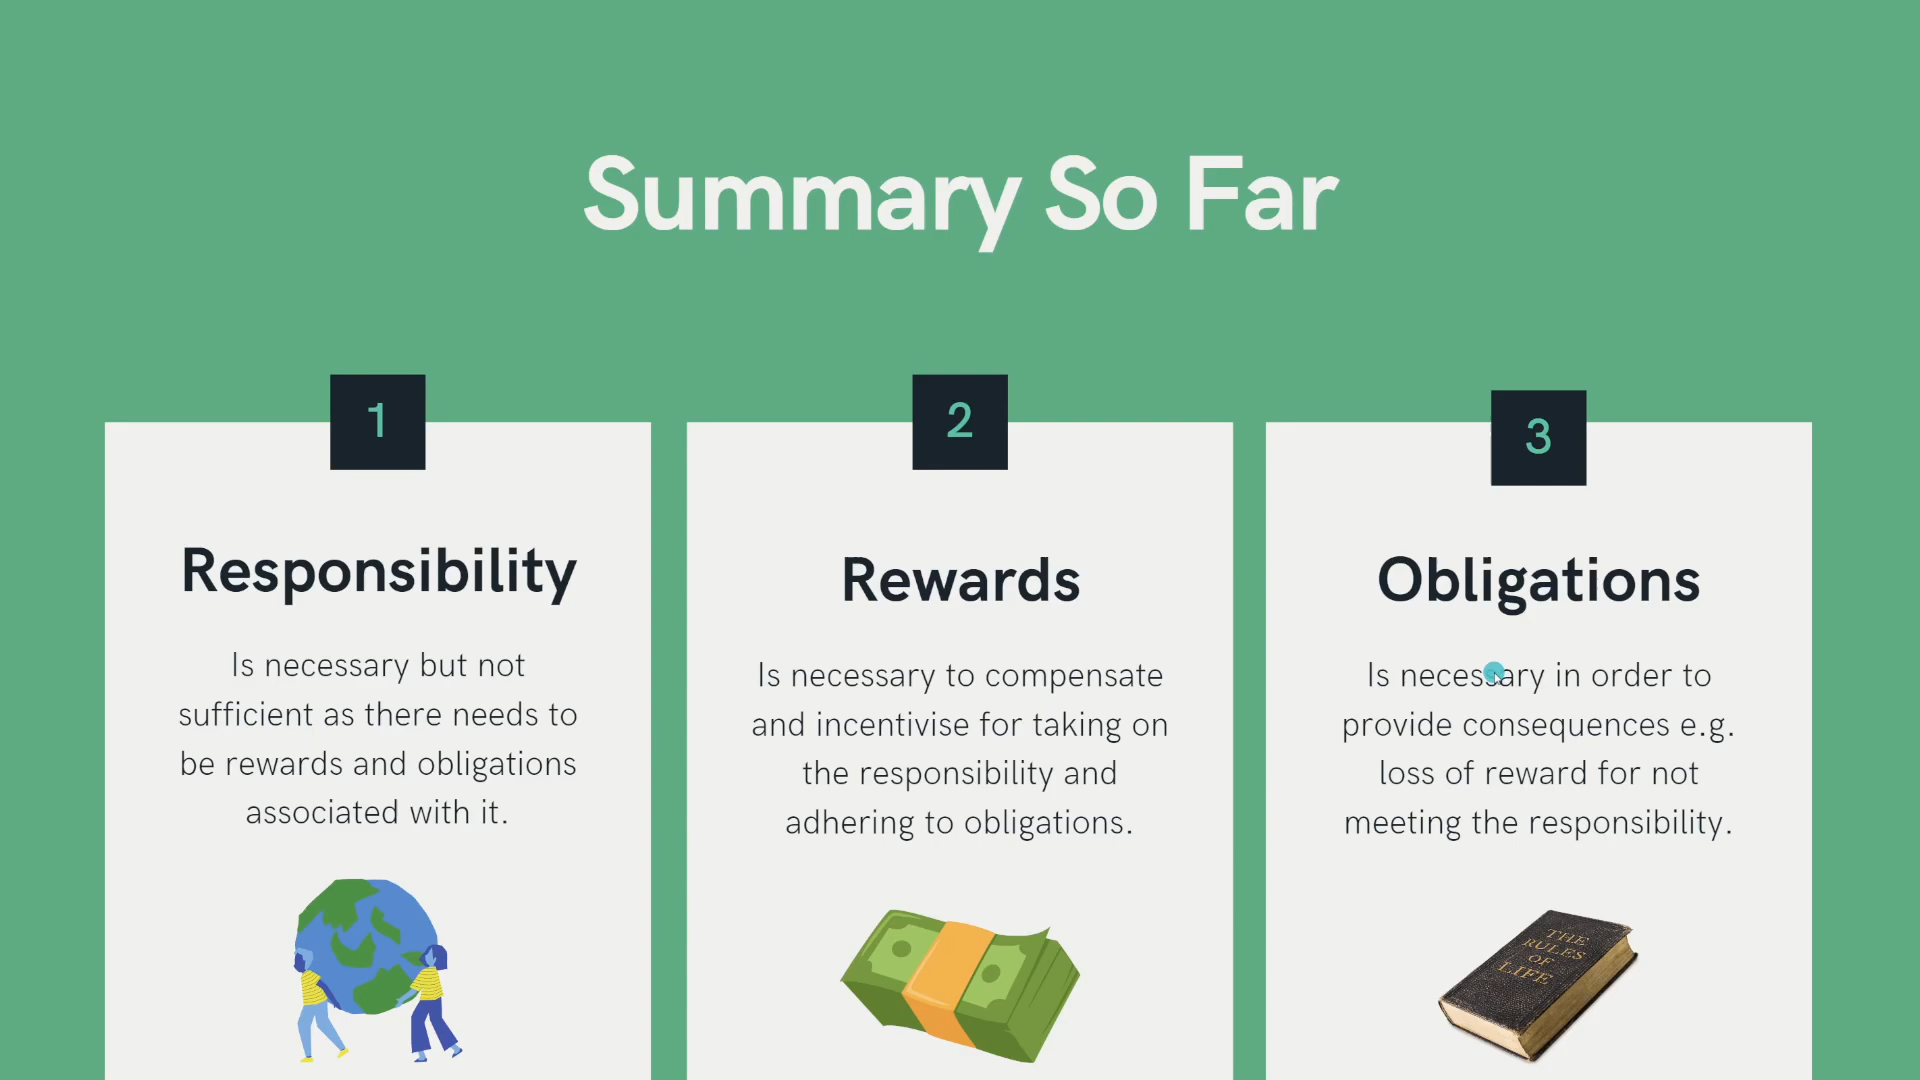 Summary So Far
1
Responsibility
Is necessary but not
sufficient as there needs to
be rewards and obligations
associated with it.
2
Rewards
Is necessary to compensate
and incentivise for taking on
the responsibility and
adhering to obligations.
3
Obligations
Is necessary in order to
provide consequences e.g.
loss of reward for not
meeting the responsibility.
THE
RULES
OF
LIFE